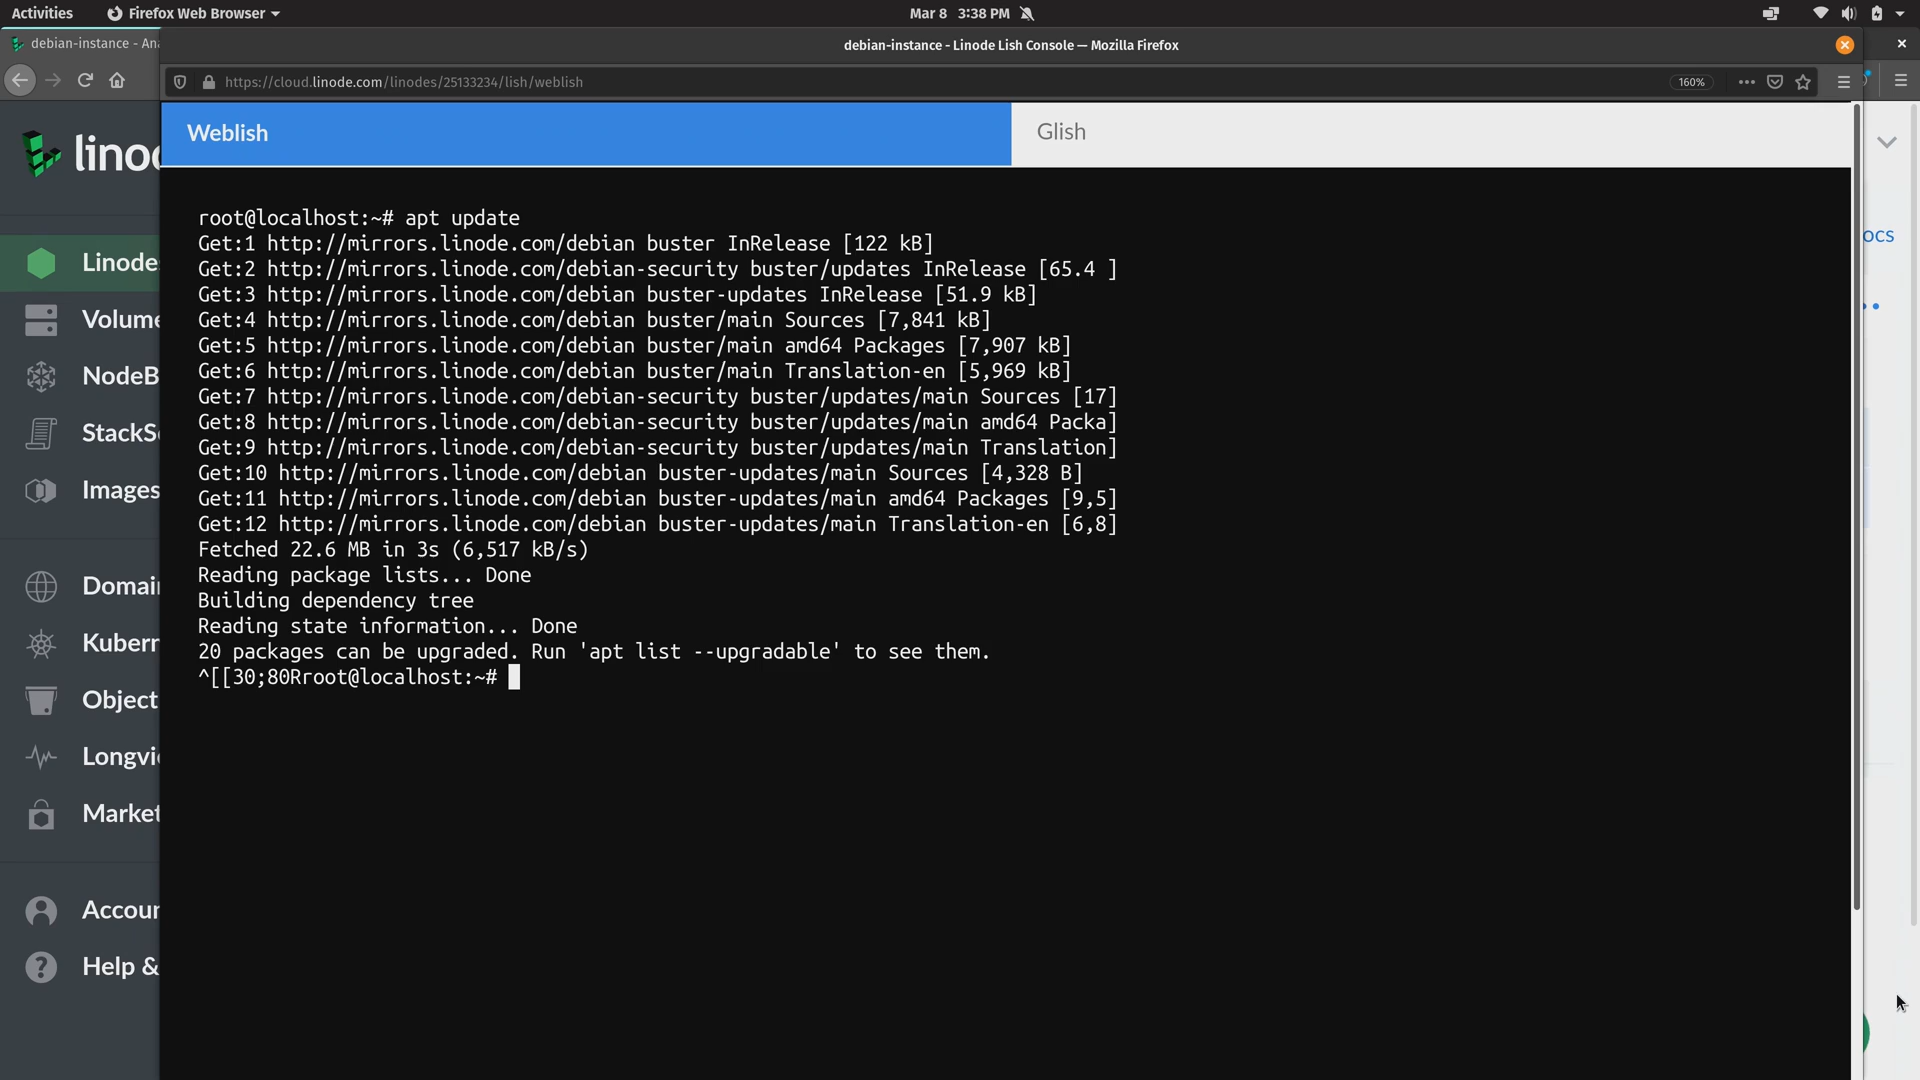 Activities
Firefox Web Browser
Mar 8 3:38 PM
debian-instance - Linode Lish Console — Mozilla Firefox
debian-instance - 
https://cloud.linode.com/linodes/25133234/lish/weblish
160%
Weblish
Glish
Linodes
Images
Object
root@localhost:~# apt update
Get:1 http://mirrors.linode.com/debian buster InRelease [122 kB]
Get:2 http://mirrors.linode.com/debian-security buster/updates InRelease [65.4 ]
Get:3 http://mirrors.linode.com/debian buster-updates InRelease [51.9 kB]
Get:4 http://mirrors.linode.com/debian buster/main Sources [7,841 kB]
Get:5 http://mirrors.linode.com/debian buster/main amd64 Packages [7,907 kB]
Get:6 http://mirrors.linode.com/debian buster/main Translation-en [5,969 kB]
Get:7 http://mirrors.linode.com/debian-security buster/updates/main Sources [17]
Get:8 http://mirrors.linode.com/debian-security buster/updates/main amd64 Packa]
Get:9 http://mirrors.linode.com/debian-security buster/updates/main Translation]
Get:10 http://mirrors.linode.com/debian buster-updates/main Sources [4,328 B]
Get:11 http://mirrors.linode.com/debian buster-updates/main amd64 Packages [9,5]
Get:12 http://mirrors.linode.com/debian buster-updates/main Translation-en [6,8]
Fetched 22.6 MB in 3s (6,517 kB/s)
Reading package lists... Done
Building dependency tree
Reading state information... Done
20 packages can be upgraded. Run 'apt list --upgradable' to see them.
^[[30;80Rroot@localhost:~#
Help &